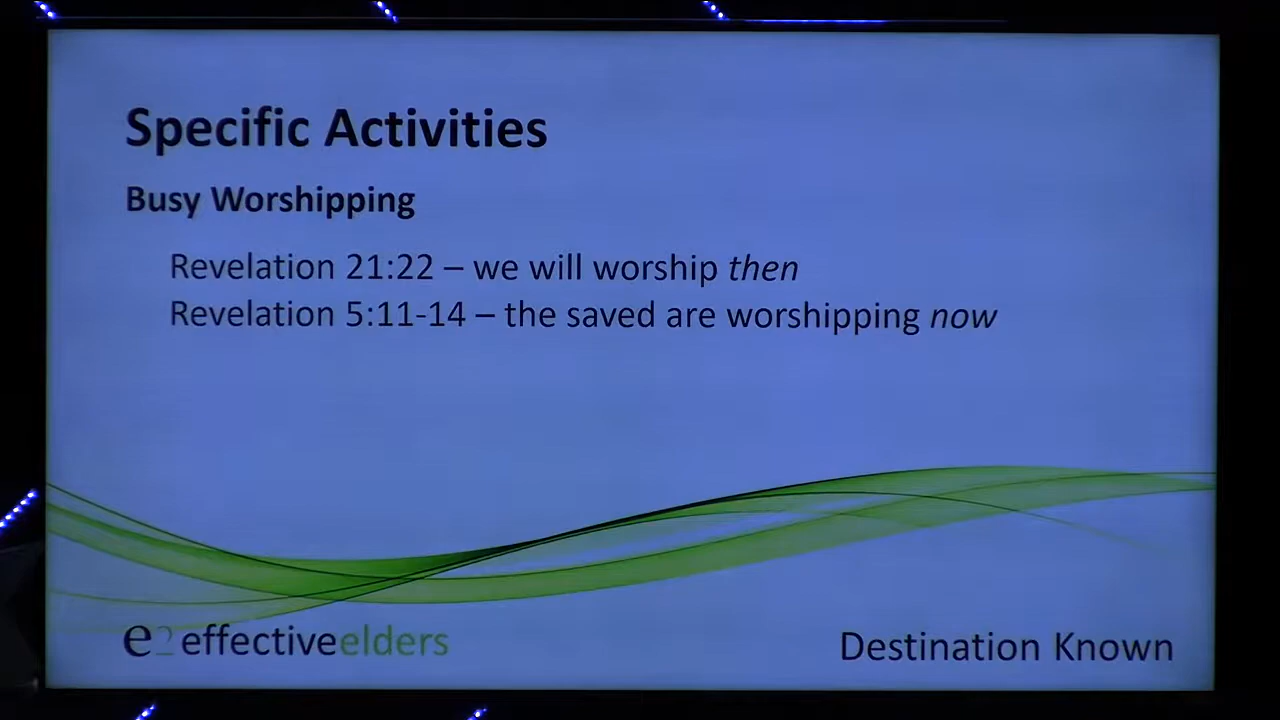 Specific Activities
Busy Worshipping
Revelation 21:22 – we will worship then
Revelation 5:11-14 – the saved are worshipping now
e2 effectiveelders
Destination Known